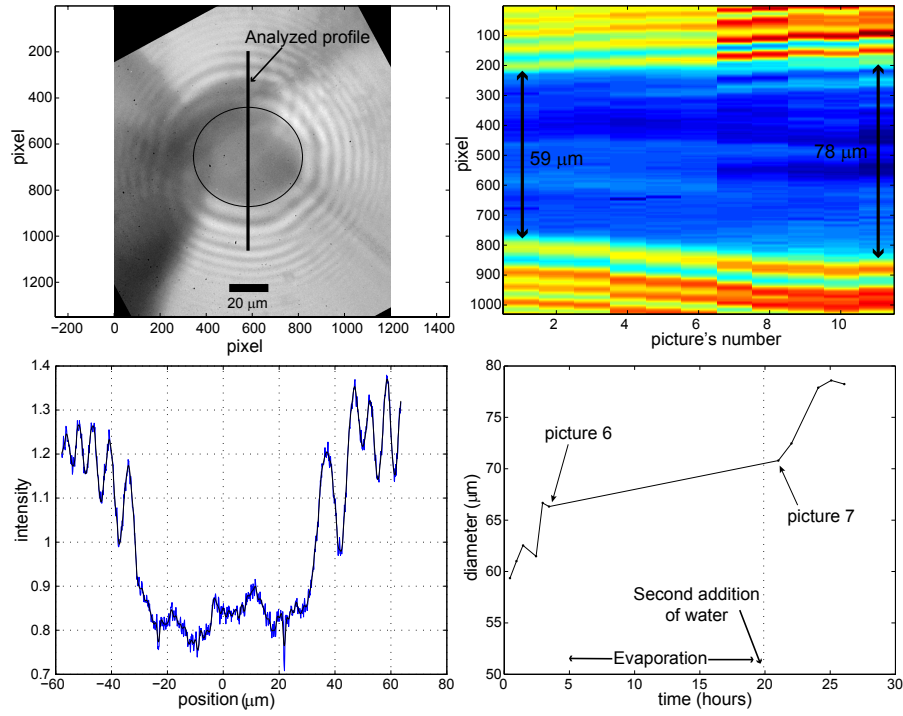 Analyzed profile
0
200
400
600
800
1000
1200
pixel
20 μm
−200 0 200 400 600 800 1000 1200 1400
pixel
100
200
300
400
500
600
700
800
900
1000
pixel
59 μm
78 μm
2 4 6 8 10
picture's number
1.4
1.3
1.2
1.1
1
0.9
0.8
0.7
intensity
−60 −40 −20 0 20 40 60 80
position (μm)
80
75
70
65
60
55
50
diameter (μm)
picture 6
picture 7
Second addition
of water
Evaporation
0 5 10 15 20 25 30
time (hours)